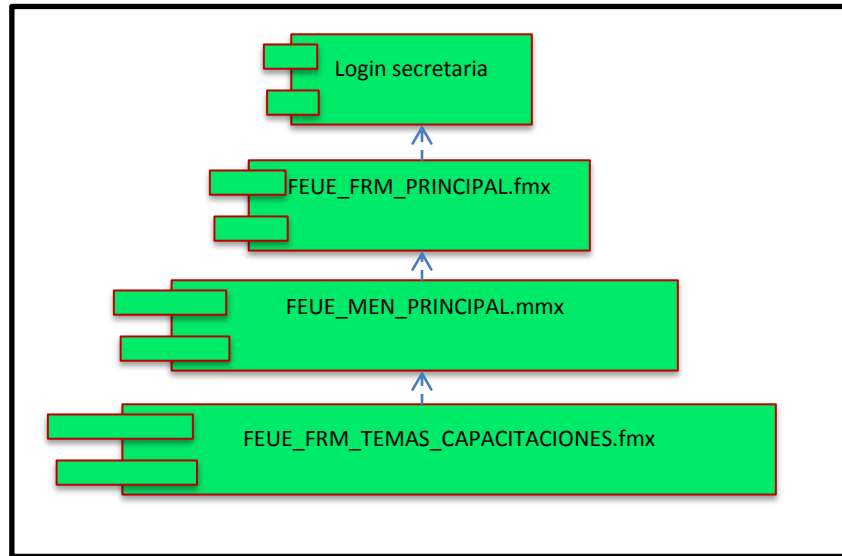 Login secretaria
FEUE_FRM_PRINCIPAL.fmx
FEUE_MEN_PRINCIPAL.mmx
FEUE_FRM_TEMAS_CAPACITACIONES.fmx